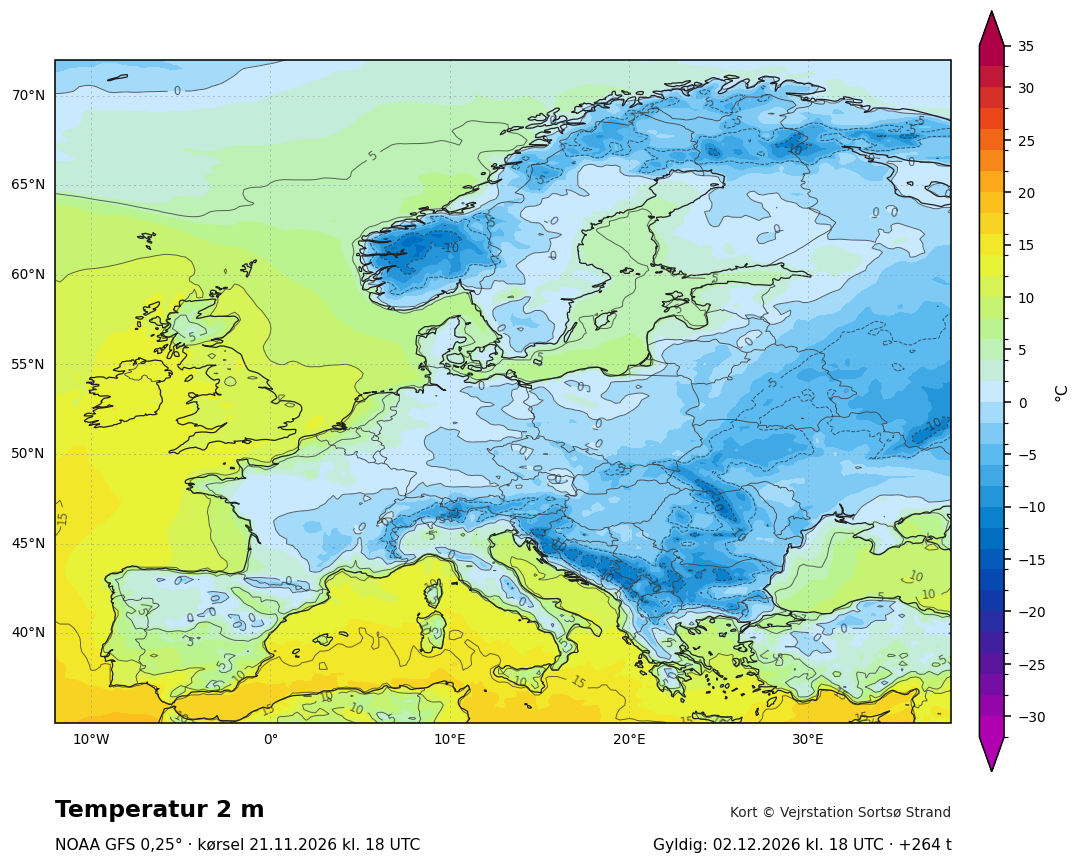 35
30
25
20
15
10
5
0
−5
−10
−15
−20
−25
−30
°C
70°N
65°N
60°N
55°N
50°N
45°N
40°N
10°W 0° 10°E 20°E 30°E
Temperatur 2 m
Kort © Vejrstation Sortsø Strand
NOAA GFS 0,25° · kørsel 21.11.2026 kl. 18 UTC
Gyldig: 02.12.2026 kl. 18 UTC · +264 t